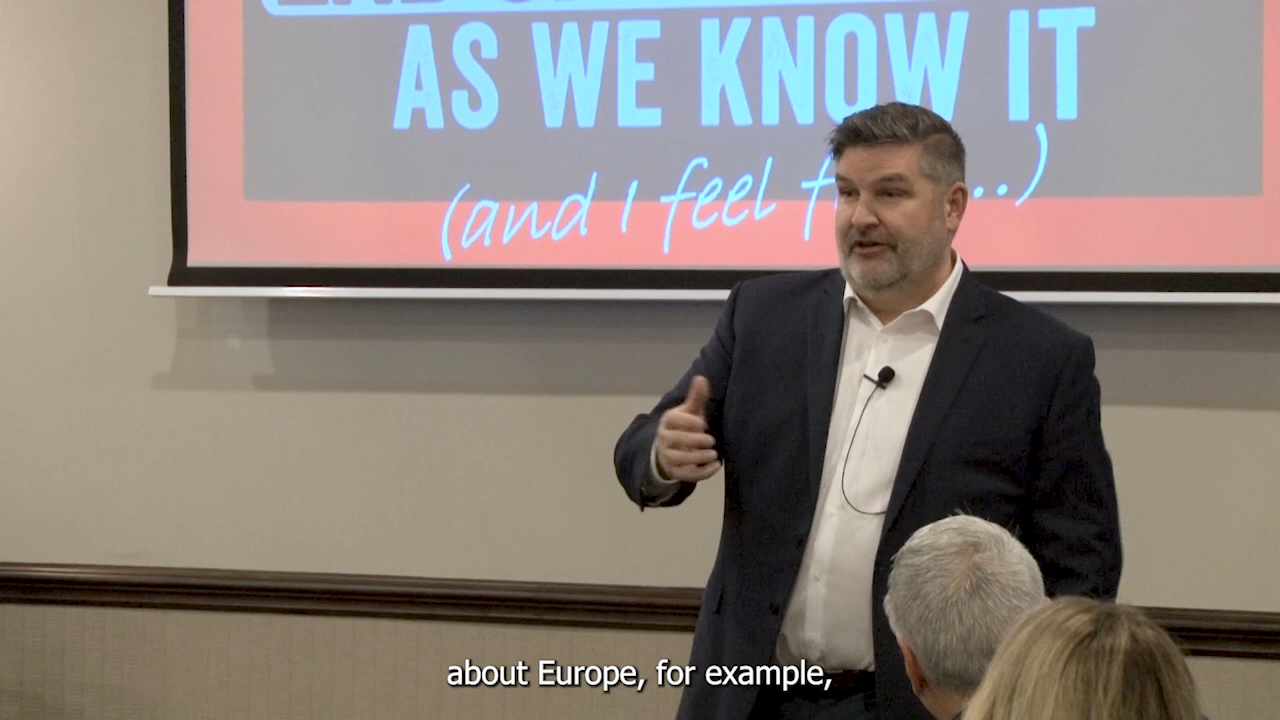 AS WE KNOW IT
(and I feel f...)
about Europe, for example,